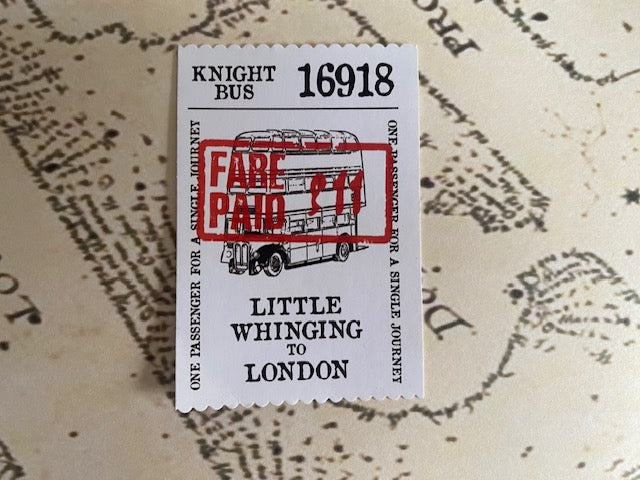 KNIGHT
BUS
16918
ONE PASSENGER FOR A SINGLE JOURNEY
FARE
PAID
ONE PASSENGER FOR A SINGLE JOURNEY
LITTLE
WHINGING
TO
LONDON
PRO